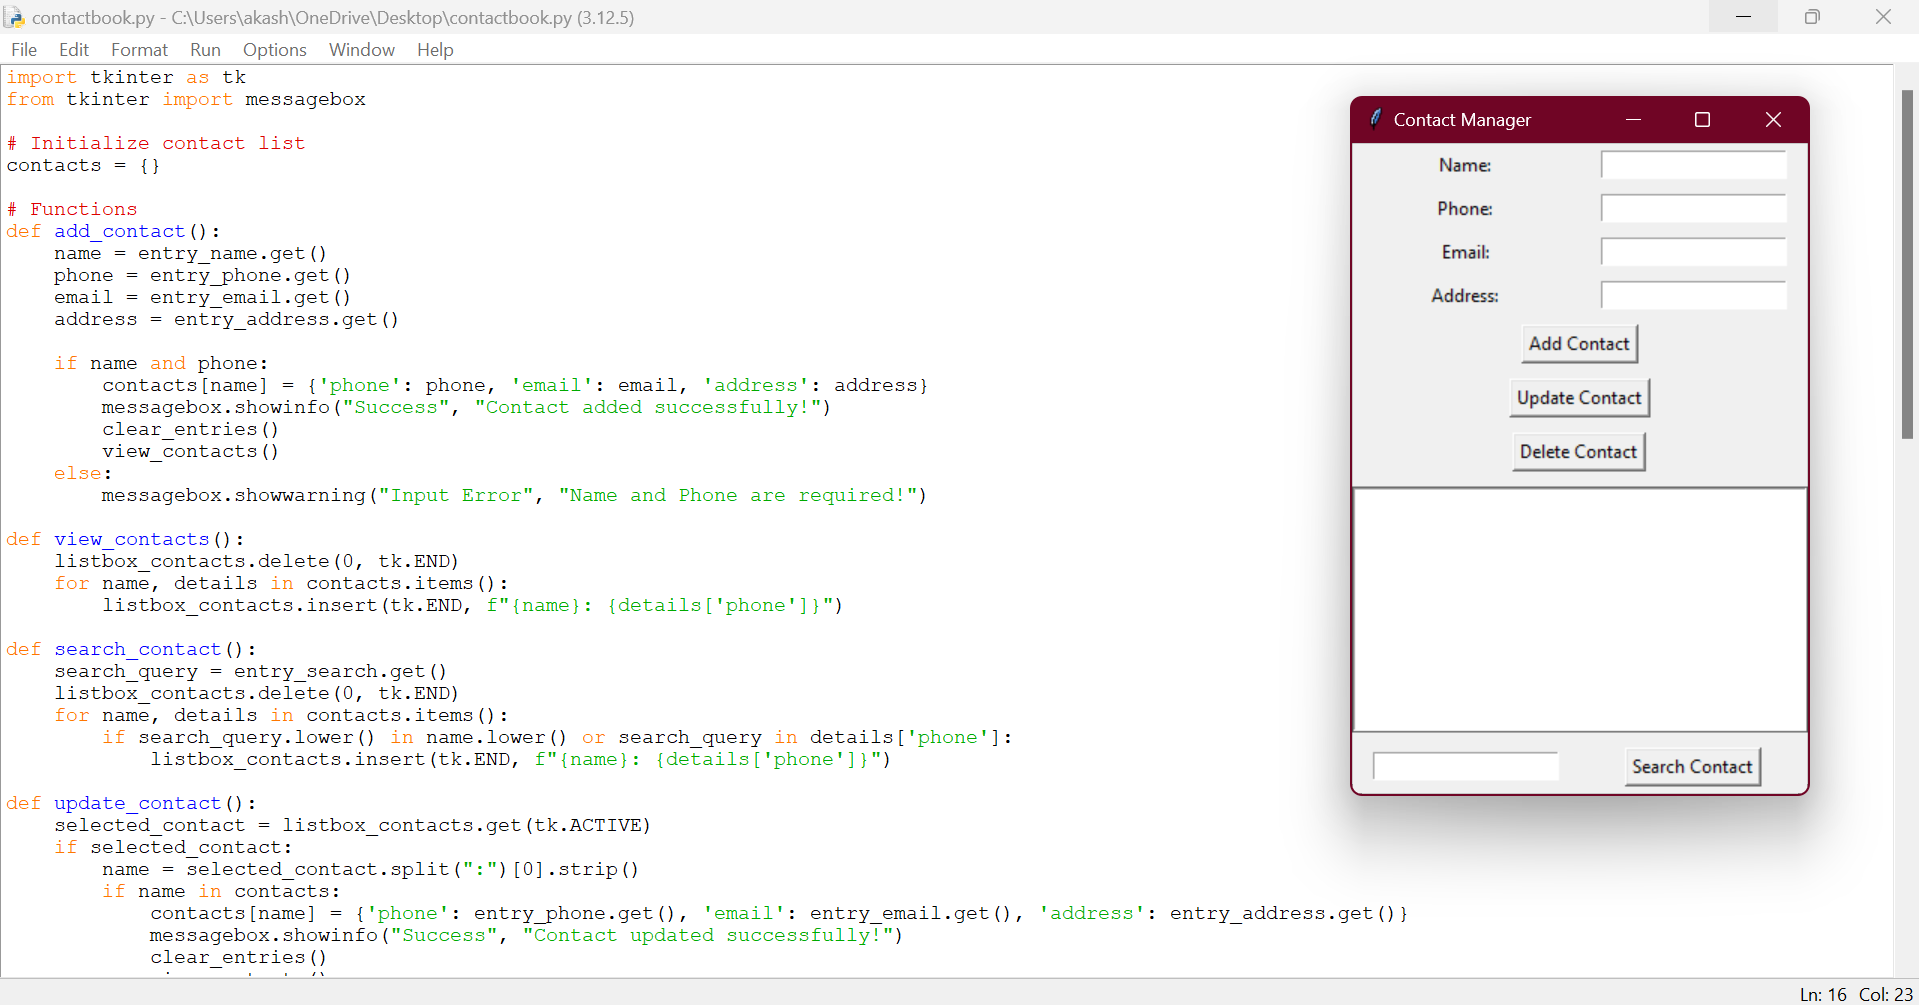 contactbook.py - C:\Users\akash\OneDrive\Desktop\contactbook.py (3.12.5)
File Edit Format Run Options Window Help
import tkinter as tk
from tkinter import messagebox

# Initialize contact list
contacts = {}

# Functions
def add_contact():
    name = entry_name.get()
    phone = entry_phone.get()
    email = entry_email.get()
    address = entry_address.get()

    if name and phone:
        contacts[name] = {'phone': phone, 'email': email, 'address': address}
        messagebox.showinfo("Success", "Contact added successfully!")
        clear_entries()
        view_contacts()
    else:
        messagebox.showwarning("Input Error", "Name and Phone are required!")

def view_contacts():
    listbox_contacts.delete(0, tk.END)
    for name, details in contacts.items():
        listbox_contacts.insert(tk.END, f"{name}: {details['phone']}")

def search_contact():
    search_query = entry_search.get()
    listbox_contacts.delete(0, tk.END)
    for name, details in contacts.items():
        if search_query.lower() in name.lower() or search_query in details['phone']:
            listbox_contacts.insert(tk.END, f"{name}: {details['phone']}")

def update_contact():
    selected_contact = listbox_contacts.get(tk.ACTIVE)
    if selected_contact:
        name = selected_contact.split(":")[0].strip()
        if name in contacts:
            contacts[name] = {'phone': entry_phone.get(), 'email': entry_email.get(), 'address': entry_address.get()}
            messagebox.showinfo("Success", "Contact updated successfully!")
            clear_entries()
Contact Manager
Name:
Phone:
Email:
Address:
Add Contact
Update Contact
Delete Contact
Search Contact
Ln: 16 Col: 23